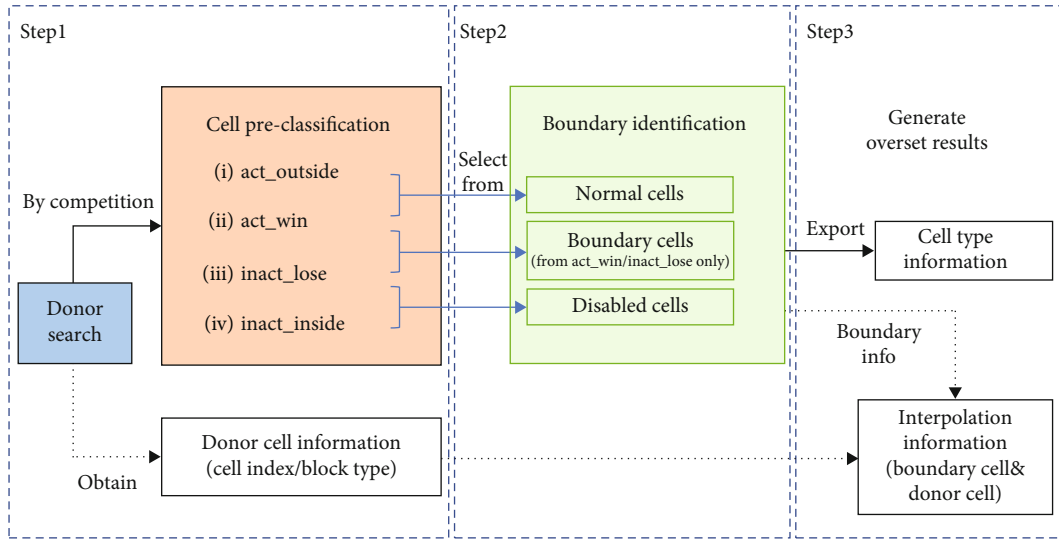 Step1
Step2
Step3
Cell pre-classification
(i) act_outside
(ii) act_win
(iii) inact_lose
(iv) inact_inside
By competition
Donor
search
Obtain
Donor cell information
(cell index/block type)
Select
from
Boundary identification
Normal cells
Boundary cells
(from act_win/inact_lose only)
Disabled cells
Generate
overset results
Export
Cell type
information
Boundary
info
Interpolation
information
(boundary cell&
donor cell)